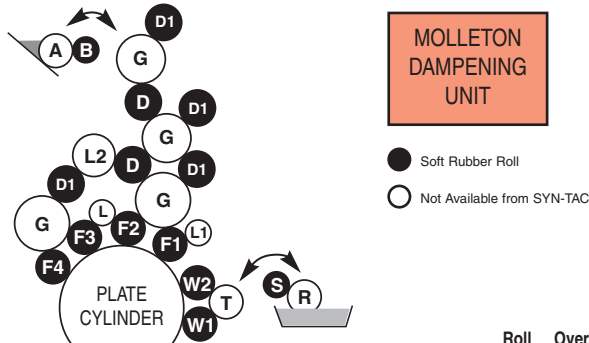 D1
A B
G
MOLLETON
DAMPENING
UNIT
D
D1
G
Soft Rubber Roll
L2
D
D1
D1
Not Available from SYN-TAC
G
L
G
F3
F2
F1
L1
F4
W2
S
R
T
PLATE
CYLINDER
W1
Roll Over